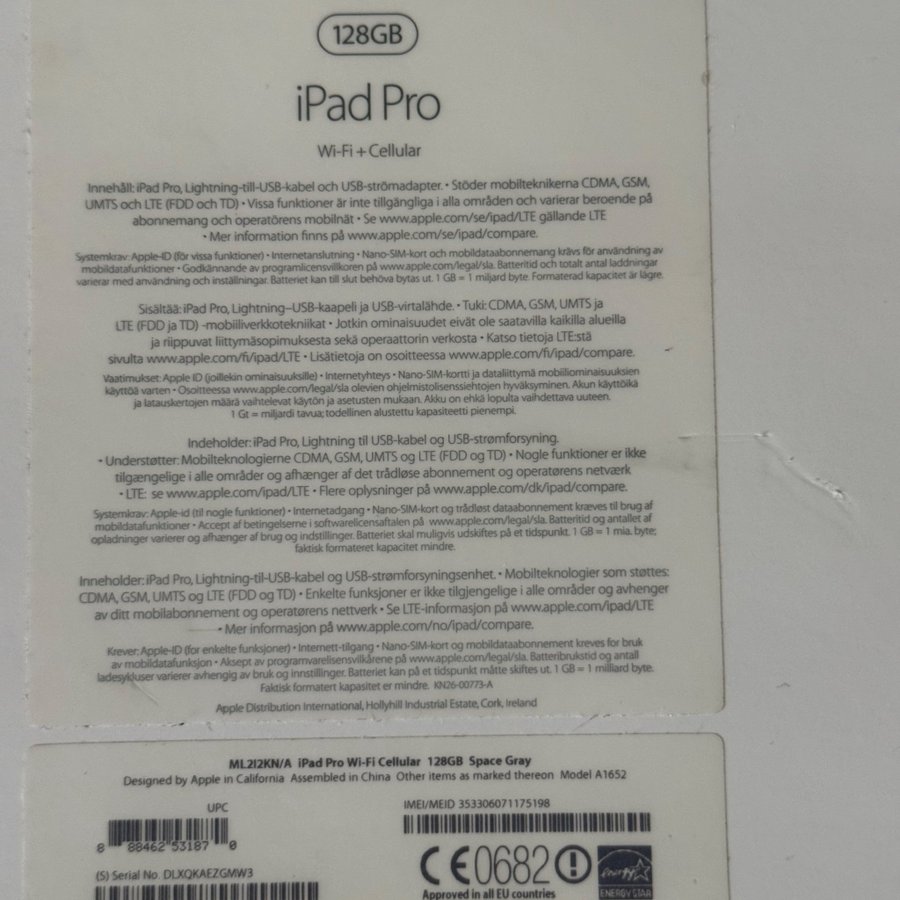 128GB
iPad Pro
Wi-Fi + Cellular
Innehåll: iPad Pro, Lightning-till-USB-kabel och USB-strömadapter. • Stöder mobilteknikerna CDMA, GSM,
UMTS och LTE (FDD och TD) • Vissa funktioner är inte tillgängliga i alla områden och varierar beroende på
abonnemang och operatörens mobilnät • Se www.apple.com/se/ipad/LTE gällande LTE
• Mer information finns på www.apple.com/se/ipad/compare.
Systemkrav: Apple-ID (för vissa funktioner) • Internetanslutning • Nano-SIM-kort och mobildataabonnemang krävs för användning av
mobildatafunktioner • Godkännande av programlicensvillkoren på www.apple.com/legal/sla. Batteritid och totalt antal laddningar
varierar med användning och inställningar. Batteriet kan till slut behöva bytas ut. 1 GB = 1 miljard byte. Formaterad kapacitet är lägre.
Sisältää: iPad Pro, Lightning–USB-kaapeli ja USB-virtalähde. • Tuki: CDMA, GSM, UMTS ja
LTE (FDD ja TD) -mobiiliverkkotekniikat • Jotkin ominaisuudet eivät ole saatavilla kaikilla alueilla
ja riippuvat liittymäsopimuksesta sekä operaattorin verkosta • Katso tietoja LTE:stä
sivulta www.apple.com/fi/ipad/LTE • Lisätietoja on osoitteessa www.apple.com/fi/ipad/compare.
Vaatimukset: Apple ID (joillekin ominaisuuksille) • Internetyhteys • Nano-SIM-kortti ja dataliittymä mobiiliominaisuuksien
käyttöä varten • Osoitteessa www.apple.com/legal/sla olevien ohjelmistolisenssiehtojen hyväksyminen. Akun käyttöikä
ja latauskertojen määrä vaihtelevat käytön ja asetusten mukaan. Akku on ehkä lopulta vaihdettava uuteen.
1 Gt = miljardi tavua; todellinen alustettu kapasiteetti pienempi.
Indeholder: iPad Pro, Lightning til USB-kabel og USB-strømforsyning.
• Understøtter: Mobilteknologierne CDMA, GSM, UMTS og LTE (FDD og TD) • Nogle funktioner er ikke
tilgængelige i alle områder og afhænger af det trådløse abonnement og operatørens netværk
• LTE: se www.apple.com/ipad/LTE • Flere oplysninger på www.apple.com/dk/ipad/compare.
Systemkrav: Apple-id (til nogle funktioner) • Internetadgang • Nano-SIM-kort og trådløst dataabonnement kræves til brug af
mobildatafunktioner • Accept af betingelserne i softwarelicensaftalen på www.apple.com/legal/sla. Batteritid og antallet af
opladninger varierer og afhænger af brug og indstillinger. Batteriet skal muligvis udskiftes på et tidspunkt. 1 GB = 1 mia. byte;
faktisk formateret kapacitet mindre.
Inneholder: iPad Pro, Lightning-til-USB-kabel og USB-strømforsyningsenhet. • Mobilteknologier som støttes:
CDMA, GSM, UMTS og LTE (FDD og TD) • Enkelte funksjoner er ikke tilgjengelige i alle områder og avhenger
av ditt mobilabonnement og operatørens nettverk • Se LTE-informasjon på www.apple.com/ipad/LTE
• Mer informasjon på www.apple.com/no/ipad/compare.
Krever: Apple-ID (for enkelte funksjoner) • Internett-tilgang • Nano-SIM-kort og mobildataabonnement kreves for bruk
av mobildatafunksjon • Aksept av programvarelisensvilkårene på www.apple.com/legal/sla. Batteribrukstid og antall
ladesykluser varierer avhengig av bruk og innstillinger. Batteriet kan på et tidspunkt måtte skiftes ut. 1 GB = 1 milliard byte.
Faktisk formatert kapasitet er mindre. KN26-00773-A
Apple Distribution International, Hollyhill Industrial Estate, Cork, Ireland
ML2I2KN/A iPad Pro Wi-Fi Cellular 128GB Space Gray
Designed by Apple in California Assembled in China Other items as marked thereon Model A1652
UPC
8 88462 53187 0
IMEI/MEID 353306071175198
(S) Serial No. DLXQKAEZGMW3
CE0682
energy
ENERGY STAR
Approved in all EU countries